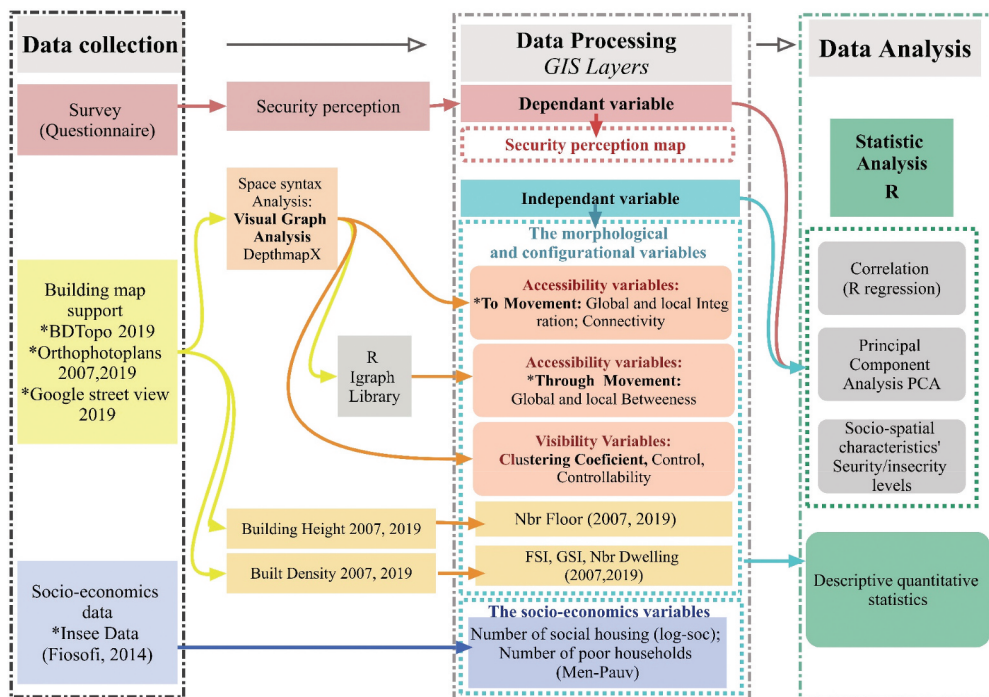 Data collection
Data Processing
GIS Layers
Data Analysis
Survey
(Questionnaire)
Security perception
Dependant variable
Security perception map
Statistic
Analysis
R
Space syntax
Analysis:
Visual Graph
Analysis
DepthmapX
Independant variable
The morphological
and configurational variables
Building map
support
*BDTopo 2019
*Orthophotoplans
2007,2019
*Google street view
2019
Accessibility variables:
*To Movement: Global and local Integ
ration; Connectivity
R
Igraph
Library
Accessibility variables:
*Through Movement:
Global and local Betweeness
Visibility Variables:
Clustering Coeficient, Control,
Controllability
Correlation
(R regression)
Principal
Component
Analysis PCA
Socio-spatial
characteristics'
Seurity/insecrity
levels
Building Height 2007, 2019
Nbr Floor (2007, 2019)
Built Density 2007, 2019
FSI, GSI, Nbr Dwelling
(2007,2019)
Descriptive quantitative
statistics
Socio-economics
data
*Insee Data
(Fiosofi, 2014)
The socio-economics variables
Number of social housing (log-soc);
Number of poor households
(Men-Pauv)